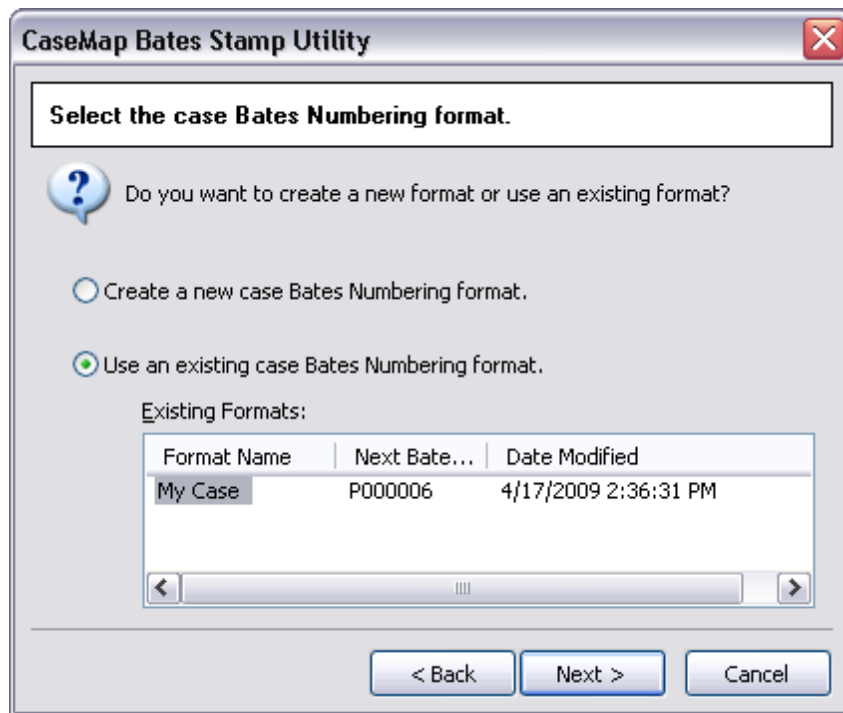 CaseMap Bates Stamp Utility
Select the case Bates Numbering format.
Do you want to create a new format or use an existing format?
Create a new case Bates Numbering format.
Use an existing case Bates Numbering format.
Existing Formats:
Format Name Next Bate... Date Modified
My Case P000006 4/17/2009 2:36:31 PM
< Back Next > Cancel